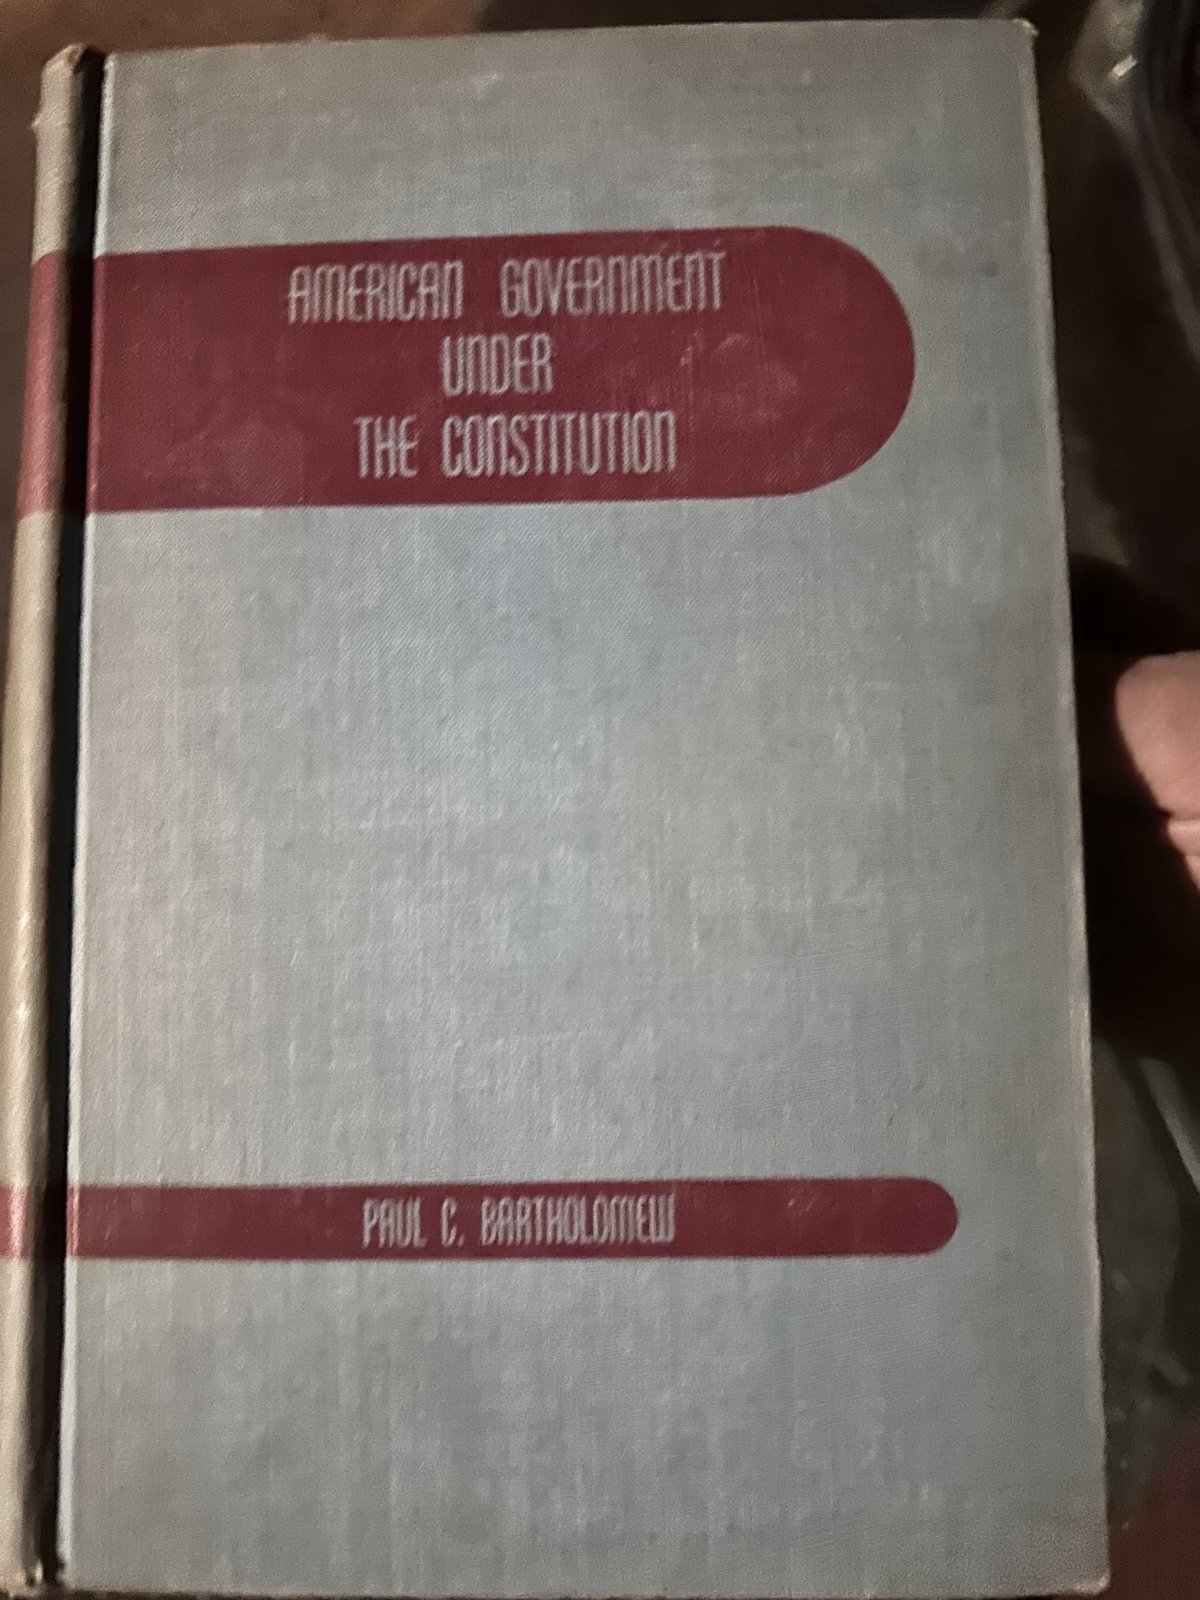 AMERICAN GOVERNMENT
UNDER
THE CONSTITUTION
PAUL C. BARTHOLOMEW